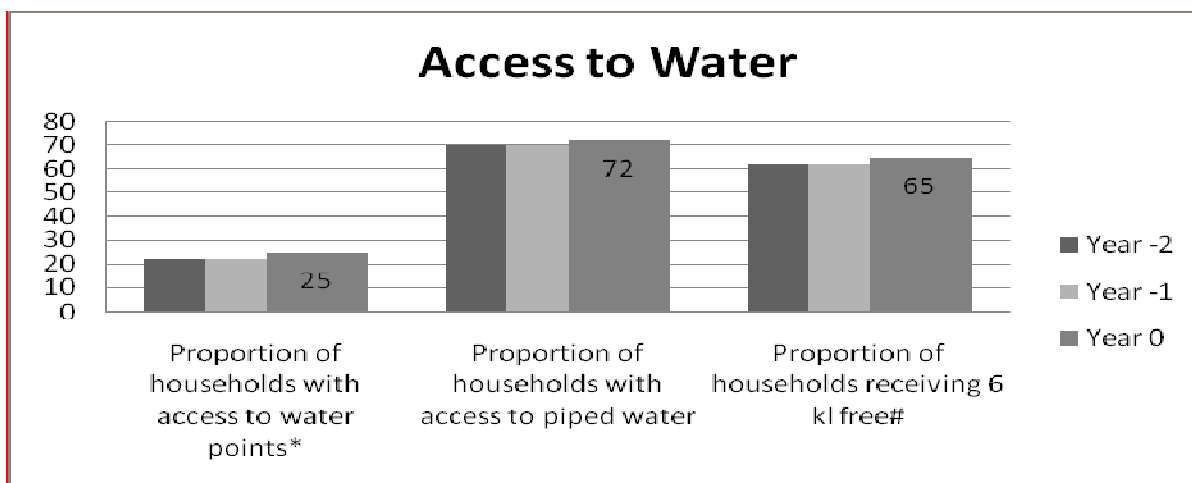 Access to Water
80
70
60
50
40
30
20
10
0
25
72
65
Year -2
Year -1
Year 0
Proportion of
households with
access to water
points*
Proportion of
households with
access to piped water
Proportion of
households receiving 6
kl free#